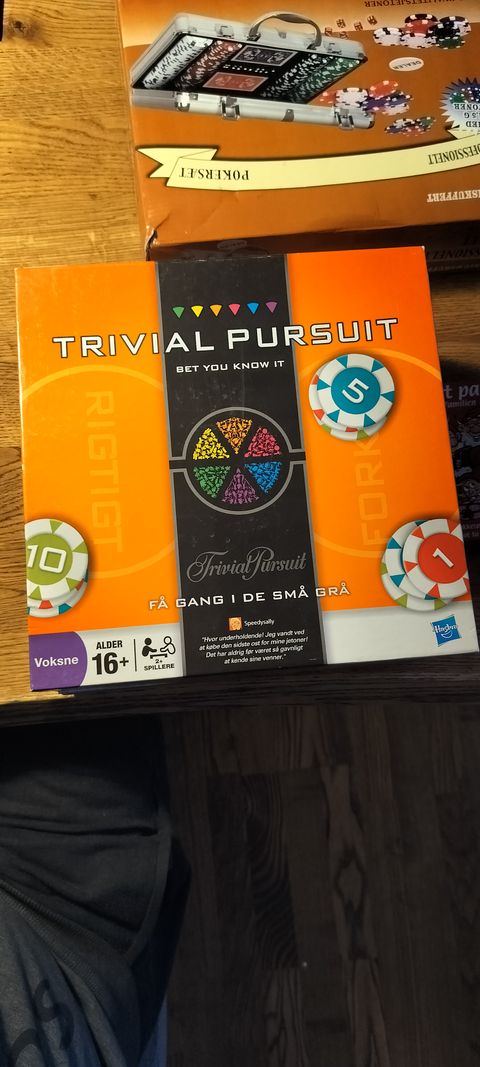 POKERSÆT
DEALER
TRIVIAL PURSUIT
BET YOU KNOW IT
RIGTIGT
FORK
5
10
1
Trivial Pursuit
FÅ GANG I DE SMÅ GRÅ
Speedysally
"Hvor underholdende! Jeg vandt ved
at købe den sidste ost for mine jetoner!
Det har aldrig før været så gavnligt
at kende sine venner."
Voksne
ALDER
16+
2+
SPILLERE
Hasbro